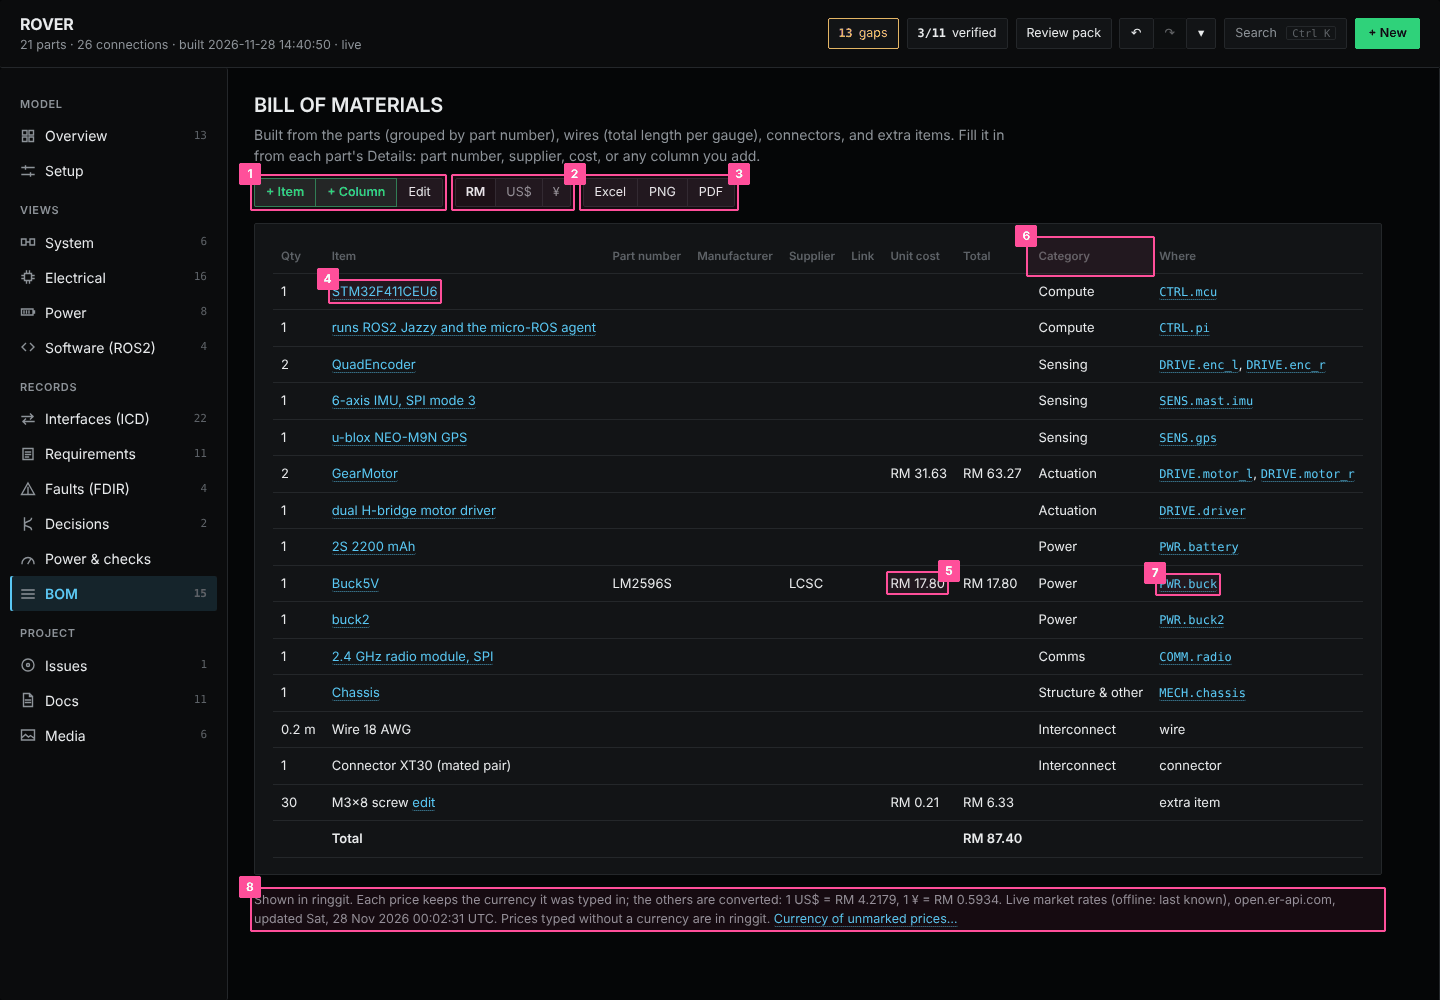 ROVER
21 parts · 26 connections · built 2026-11-28 14:40:50 · live
13 gaps
3/11 verified
Review pack
Search Ctrl K
+ New
MODEL
Overview 13
Setup
VIEWS
System 6
Electrical 16
Power 8
Software (ROS2) 4
RECORDS
Interfaces (ICD) 22
Requirements 11
Faults (FDIR) 4
Decisions 2
Power & checks
BOM 15
PROJECT
Issues 1
Docs 11
Media 6
BILL OF MATERIALS
Built from the parts (grouped by part number), wires (total length per gauge), connectors, and extra items. Fill it in
from each part's Details: part number, supplier, cost, or any column you add.
1 2 3
+ Item + Column Edit RM US$ ¥ Excel PNG PDF
6
Qty Item Part number Manufacturer Supplier Link Unit cost Total Category Where
4
1 STM32F411CEU6 Compute CTRL.mcu
1 runs ROS2 Jazzy and the micro-ROS agent Compute CTRL.pi
2 QuadEncoder Sensing DRIVE.enc_l, DRIVE.enc_r
1 6-axis IMU, SPI mode 3 Sensing SENS.mast.imu
1 u-blox NEO-M9N GPS Sensing SENS.gps
2 GearMotor RM 31.63 RM 63.27 Actuation DRIVE.motor_l, DRIVE.motor_r
1 dual H-bridge motor driver Actuation DRIVE.driver
1 2S 2200 mAh Power PWR.battery
5 7
1 Buck5V LM2596S LCSC RM 17.80 RM 17.80 Power PWR.buck
1 buck2 Power PWR.buck2
1 2.4 GHz radio module, SPI Comms COMM.radio
1 Chassis Structure & other MECH.chassis
0.2 m Wire 18 AWG Interconnect wire
1 Connector XT30 (mated pair) Interconnect connector
30 M3×8 screw edit RM 0.21 RM 6.33 extra item
Total RM 87.40
8
Shown in ringgit. Each price keeps the currency it was typed in; the others are converted: 1 US$ = RM 4.2179, 1 ¥ = RM 0.5934. Live market rates (offline: last known), open.er-api.com,
updated Sat, 28 Nov 2026 00:02:31 UTC. Prices typed without a currency are in ringgit. Currency of unmarked prices...